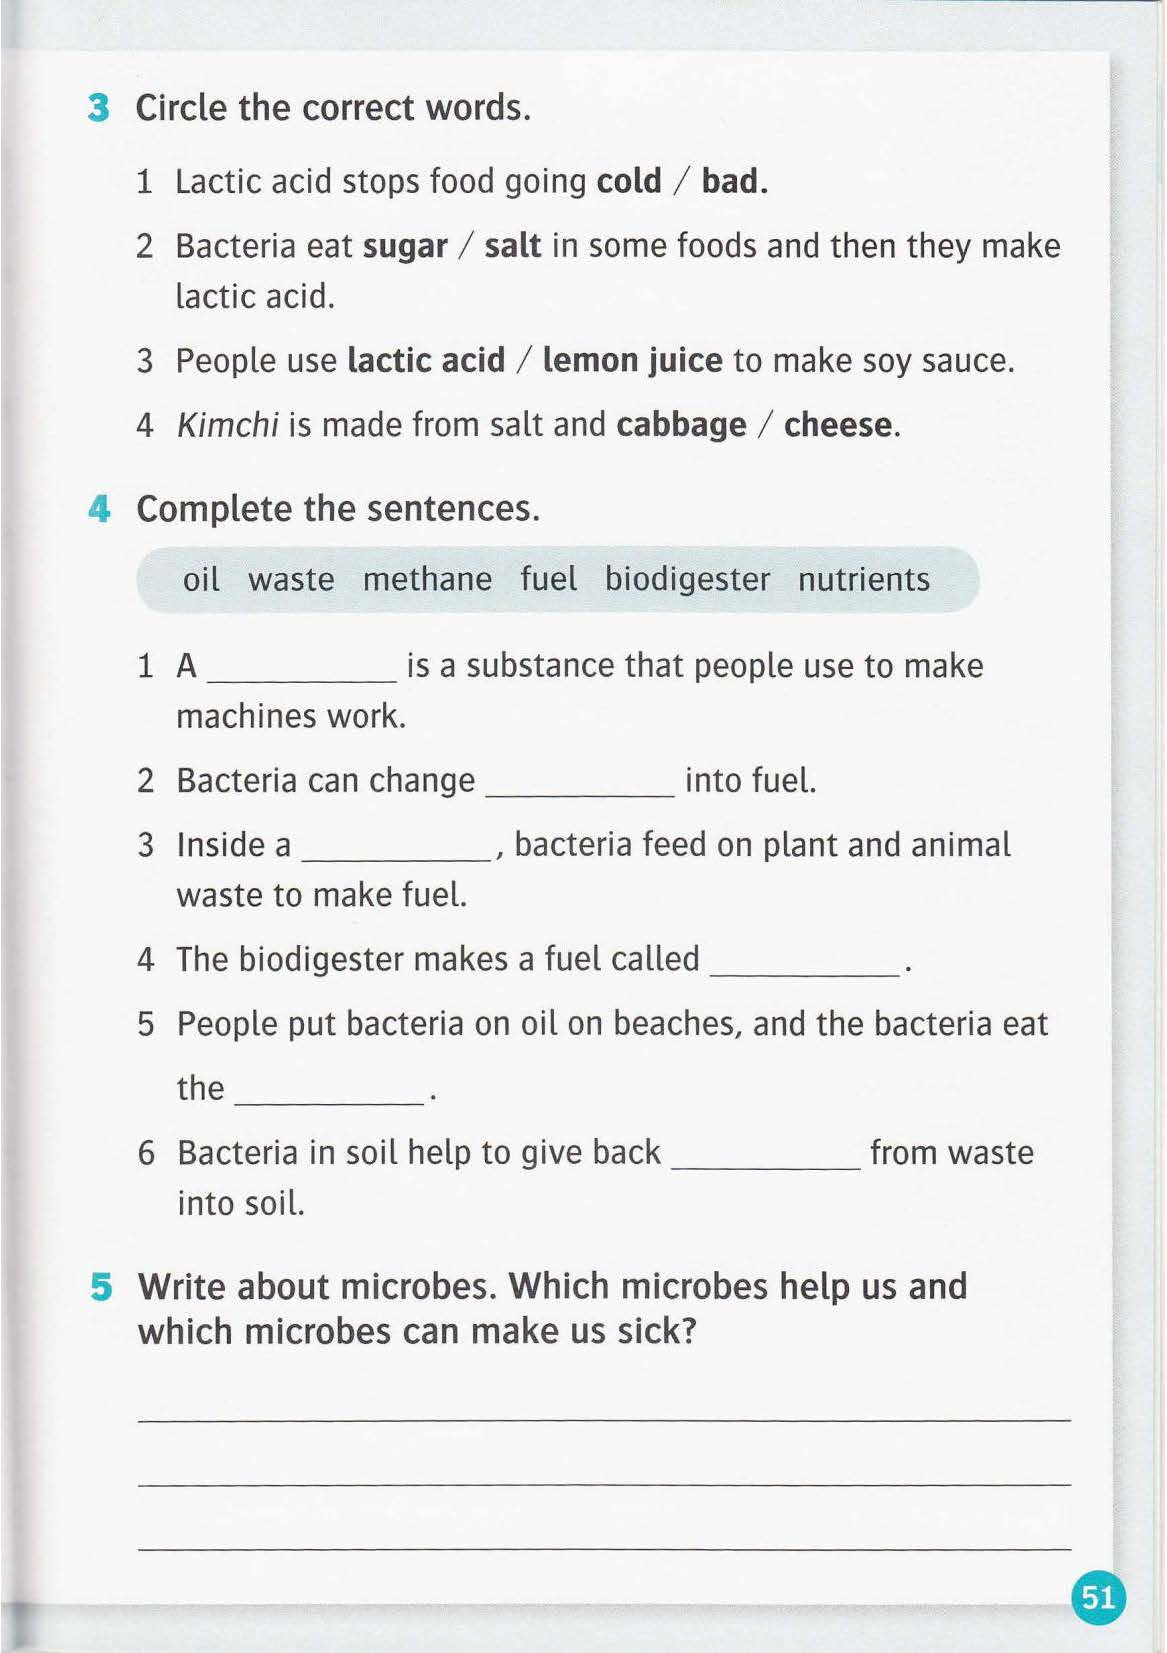 3 Circle the correct words.
1 Lactic acid stops food going cold / bad.
2 Bacteria eat sugar / salt in some foods and then they make
lactic acid.
3 People use lactic acid / lemon juice to make soy sauce.
4 Kimchi is made from salt and cabbage / cheese.
4 Complete the sentences.
oil waste methane fuel biodigester nutrients
1 A __________ is a substance that people use to make
machines work.
2 Bacteria can change __________ into fuel.
3 Inside a __________, bacteria feed on plant and animal
waste to make fuel.
4 The biodigester makes a fuel called __________.
5 People put bacteria on oil on beaches, and the bacteria eat
the __________.
6 Bacteria in soil help to give back __________ from waste
into soil.
5 Write about microbes. Which microbes help us and
which microbes can make us sick?
51